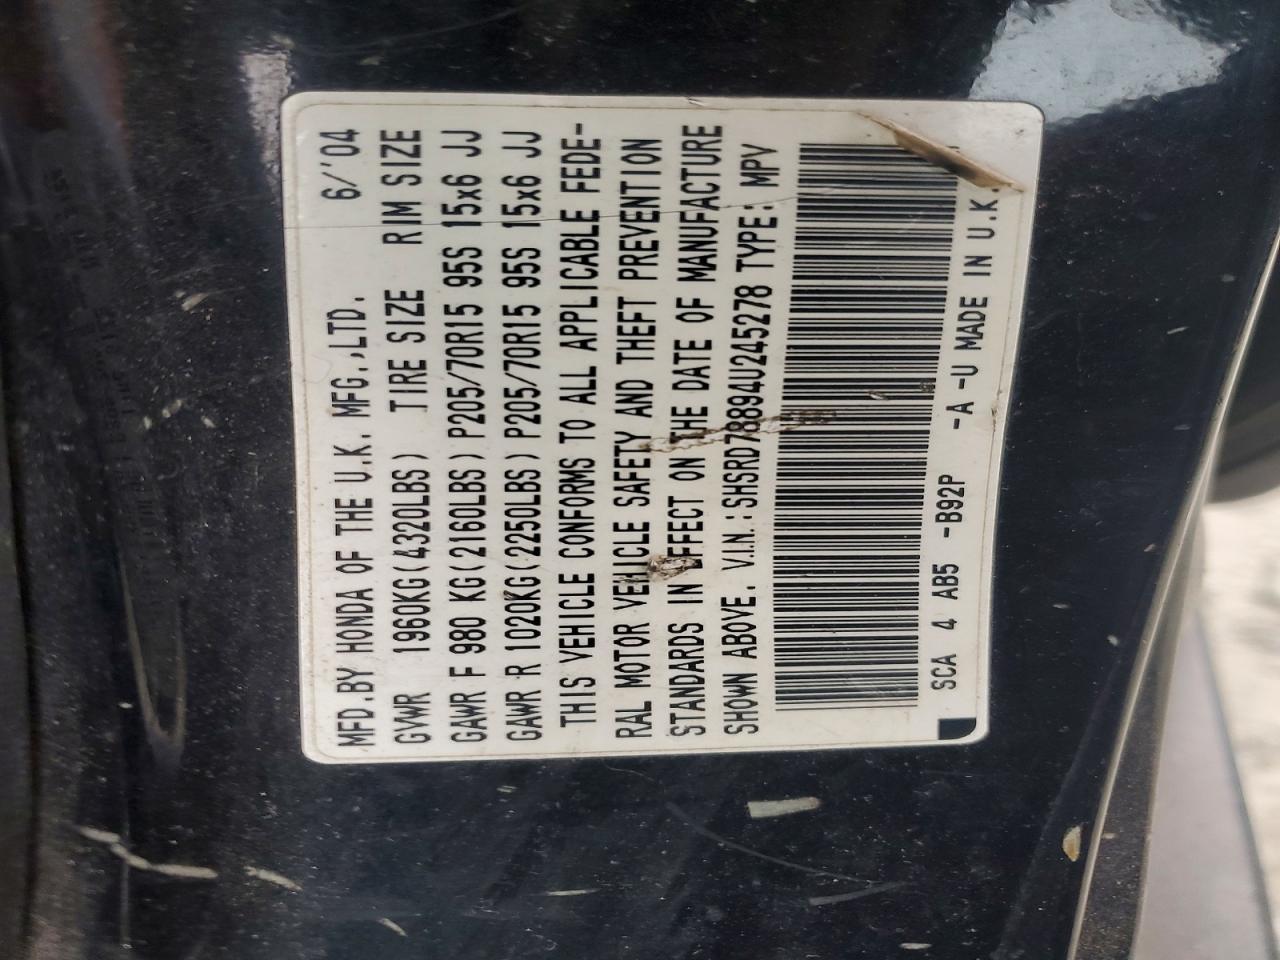 MFD.BY HONDA OF THE U.K. MFG.,LTD. 6/'04
GVWR 1960KG(4320LBS) TIRE SIZE RIM SIZE
GAWR F 980 KG(2160LBS) P205/70R15 95S 15x6 JJ
GAWR R 1020KG(2250LBS) P205/70R15 95S 15x6 JJ
THIS VEHICLE CONFORMS TO ALL APPLICABLE FEDE-
RAL MOTOR VEHICLE SAFETY AND THEFT PREVENTION
STANDARDS IN EFFECT ON THE DATE OF MANUFACTURE
SHOWN ABOVE. V.I.N.:SHSRD78894U245278 TYPE: MPV
SCA 4 AB5 -B92P -A -U MADE IN U.K.